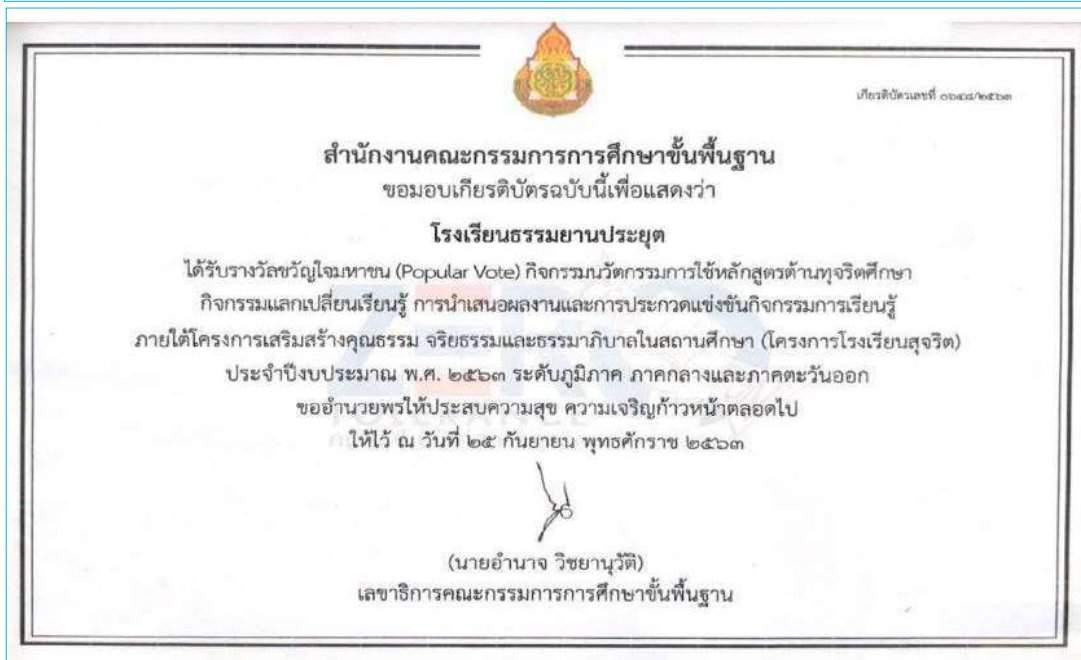 เกียรติบัตรเลขที่
สำนักงานคณะกรรมการการศึกษาขั้นพื้นฐาน
ขอมอบเกียรติบัตรฉบับนี้เพื่อแสดงว่า
โรงเรียนธรรมยานประยุต
ได้รับรางวัลขวัญใจมหาชน (Popular Vote) กิจกรรมนวัตกรรมการใช้หลักสูตรต้านทุจริตศึกษา
กิจกรรมแลกเปลี่ยนเรียนรู้ การนำเสนอผลงานและการประกวดแข่งขันกิจกรรมการเรียนรู้
ภายใต้โครงการเสริมสร้างคุณธรรม จริยธรรมและธรรมาภิบาลในสถานศึกษา (โครงการโรงเรียนสุจริต)
ประจำปีงบประมาณ พ.ศ. ๒๕๖๓ ระดับภูมิภาค ภาคกลางและภาคตะวันออก
ขออำนวยพรให้ประสบความสุข ความเจริญก้าวหน้าตลอดไป
ให้ไว้ ณ วันที่ ๒๕ กันยายน พุทธศักราช ๒๕๖๓
ZERO
TOLERANCE
(นายอำนาจ วิชยานุวัติ)
เลขาธิการคณะกรรมการการศึกษาขั้นพื้นฐาน